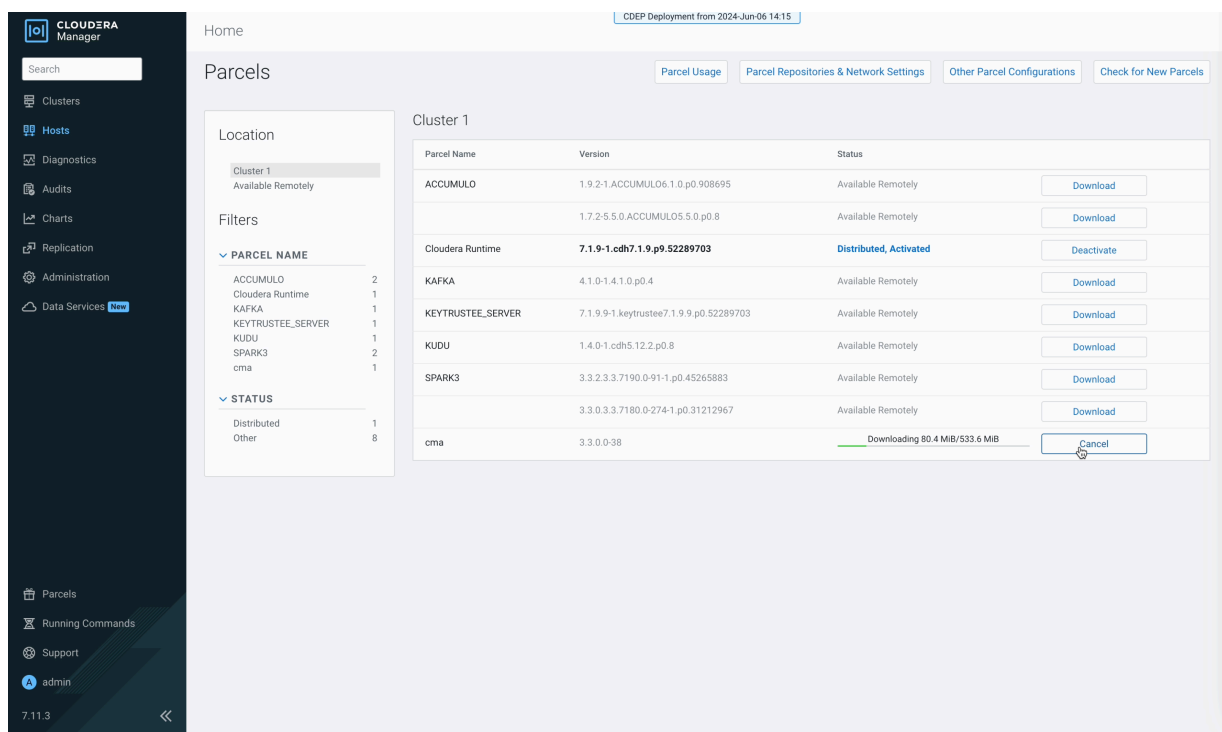 CLOUDERA
Manager
CDEP Deployment from 2024-Jun-06 14:15
Home
Search
Clusters
Hosts
Diagnostics
Audits
Charts
Replication
Administration
Data Services New
Parcels
Running Commands
Support
A admin
7.11.3
Parcels
Parcel Usage
Parcel Repositories & Network Settings
Other Parcel Configurations
Check for New Parcels
Location
Cluster 1
Available Remotely
Filters
PARCEL NAME
ACCUMULO 2
Cloudera Runtime 1
KAFKA 1
KEYTRUSTEE_SERVER 1
KUDU 1
SPARK3 2
cma 1
STATUS
Distributed 1
Other 8
Cluster 1
Parcel Name Version Status
ACCUMULO 1.9.2-1.ACCUMULO6.1.0.p0.908695 Available Remotely Download
1.7.2-5.5.0.ACCUMULO5.5.0.p0.8 Available Remotely Download
Cloudera Runtime 7.1.9-1.cdh7.1.9.p9.52289703 Distributed, Activated Deactivate
KAFKA 4.1.0-1.4.1.0.p0.4 Available Remotely Download
KEYTRUSTEE_SERVER 7.1.9.9-1.keytrustee7.1.9.9.p0.52289703 Available Remotely Download
KUDU 1.4.0-1.cdh5.12.2.p0.8 Available Remotely Download
SPARK3 3.3.2.3.3.7190.0-91-1.p0.45265883 Available Remotely Download
3.3.0.3.3.7180.0-274-1.p0.31212967 Available Remotely Download
cma 3.3.0.0-38 Downloading 80.4 MiB/533.6 MiB Cancel